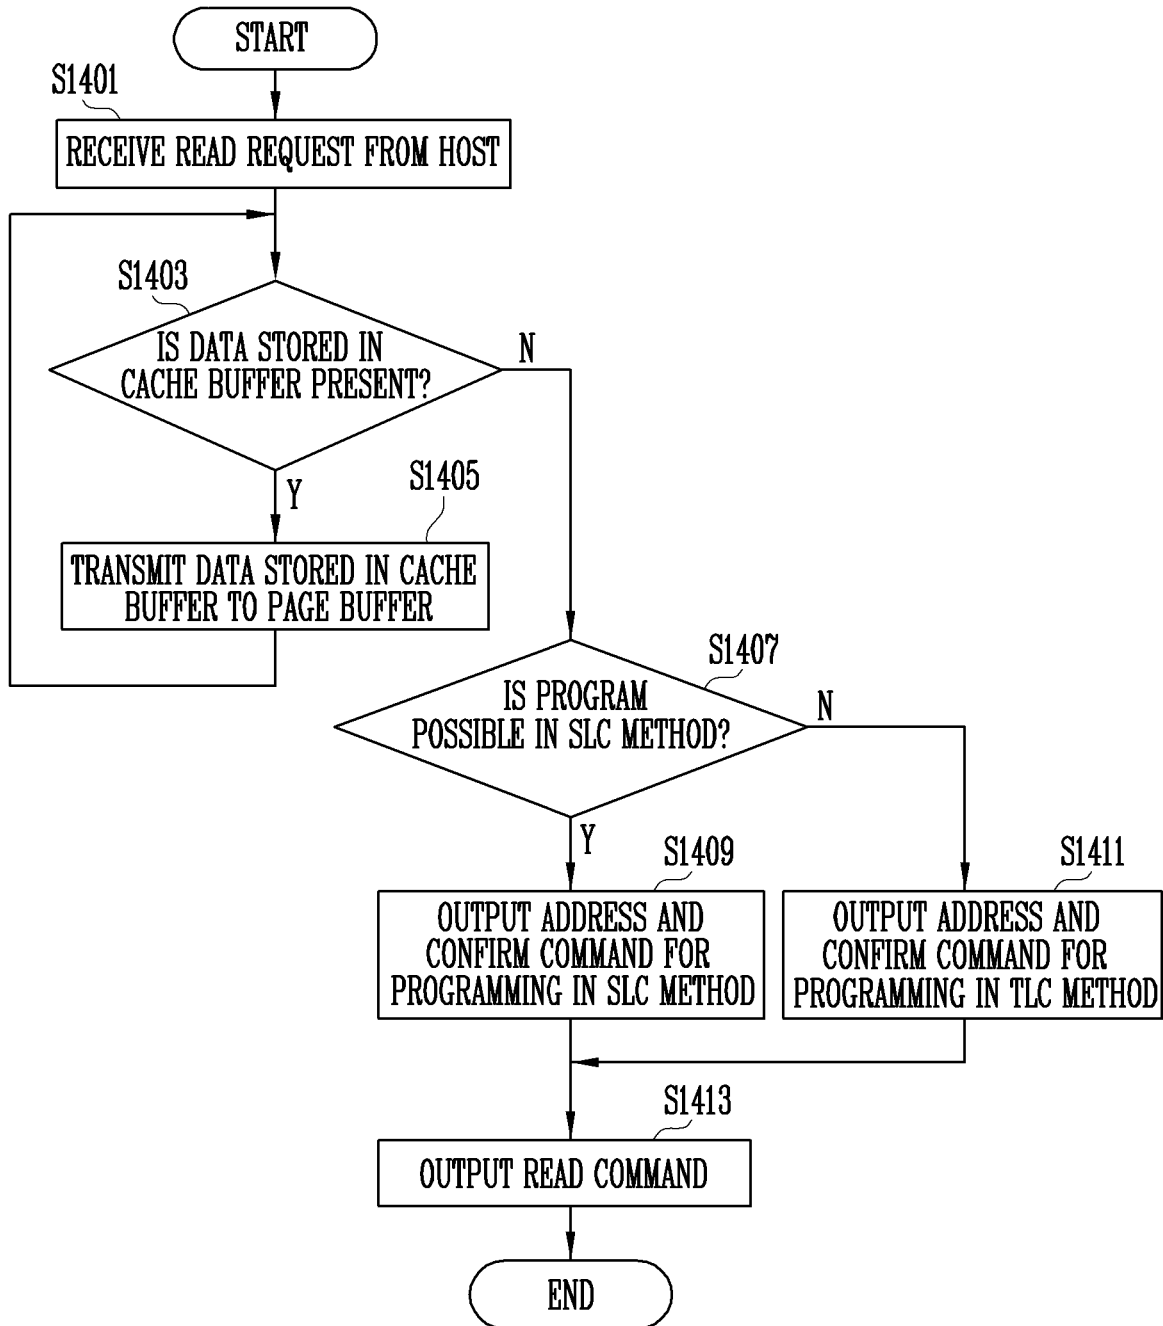 START
S1401
RECEIVE READ REQUEST FROM HOST
S1403
IS DATA STORED IN
CACHE BUFFER PRESENT?
N
Y
S1405
TRANSMIT DATA STORED IN CACHE
BUFFER TO PAGE BUFFER
S1407
IS PROGRAM
POSSIBLE IN SLC METHOD?
N
Y
S1409
OUTPUT ADDRESS AND
CONFIRM COMMAND FOR
PROGRAMMING IN SLC METHOD
S1411
OUTPUT ADDRESS AND
CONFIRM COMMAND FOR
PROGRAMMING IN TLC METHOD
S1413
OUTPUT READ COMMAND
END